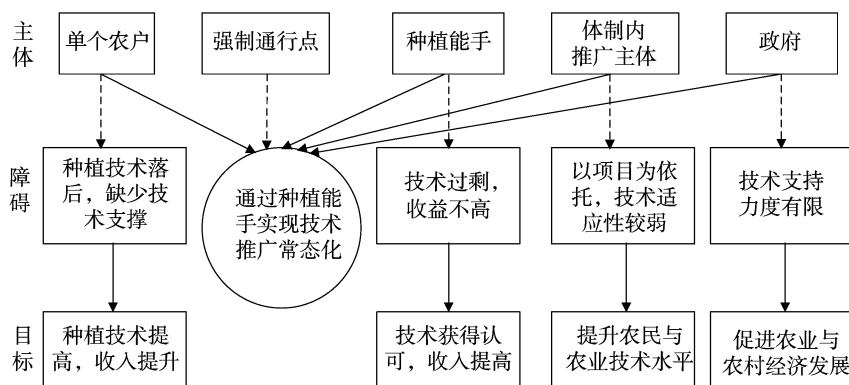 主体
单个农户
强制通行点
种植能手
体制内
推广主体
政府
障碍
种植技术落
后，缺少技
术支撑
通过种植能
手实现技术
推广常态化
技术过剩，
收益不高
以项目为依
托，技术适
应性较弱
技术支持
力度有限
目标
种植技术提
高，收入提升
技术获得认
可，收入提高
提升农民与
农业技术水平
促进农业与
农村经济发展